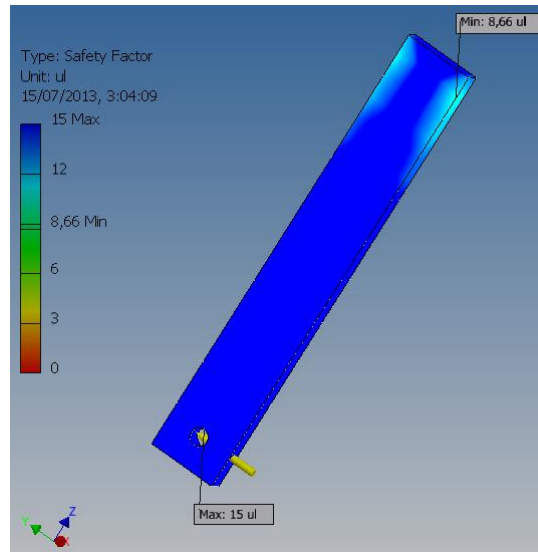 Min: 8,66 ul
Type: Safety Factor
Unit: ul
15/07/2013, 3:04:09
15 Max
12
8,66 Min
6
3
0
Max: 15 ul
Z
Y
X